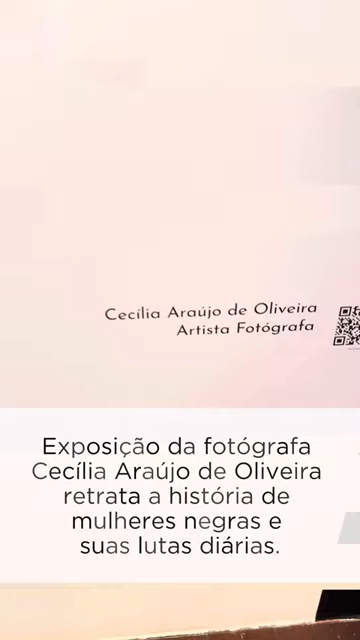 Cecília Araújo de Oliveira
Artista Fotógrafa
Exposição da fotógrafa
Cecília Araújo de Oliveira
retrata a história de
mulheres negras e
suas lutas diárias.